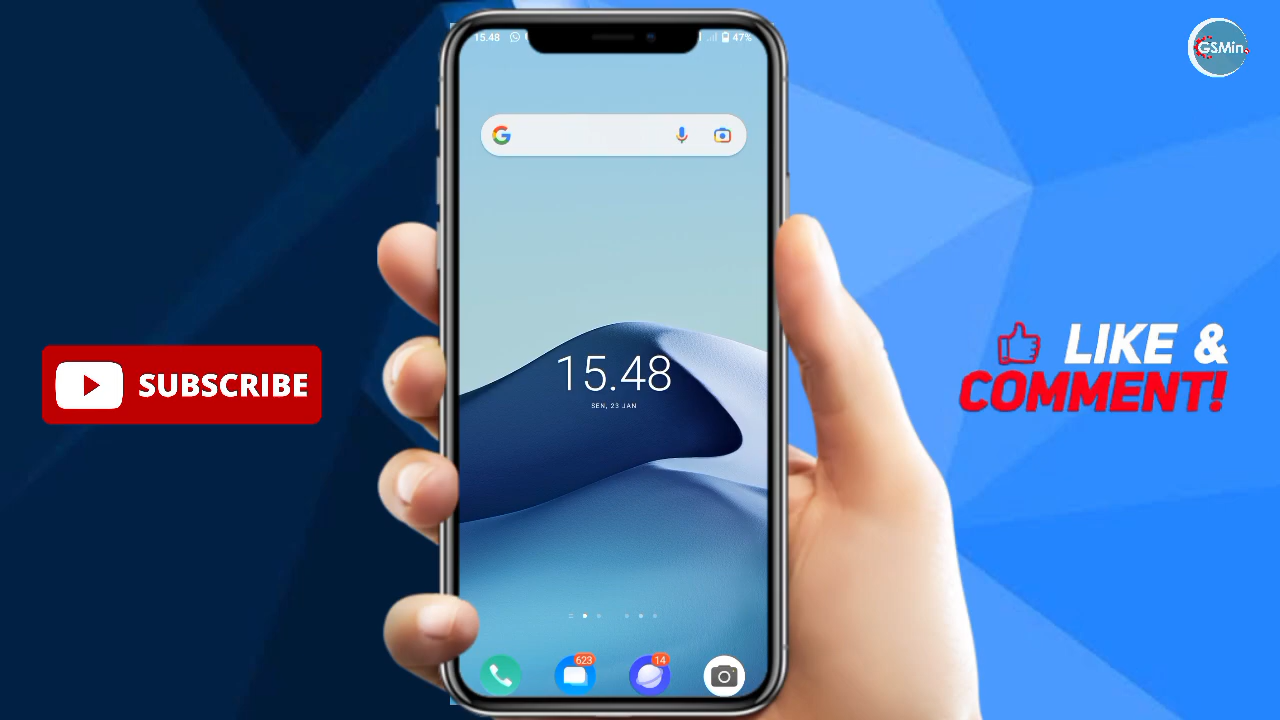 15.48
47%
GSMin
15.48
SEN, 23 JAN
SUBSCRIBE
LIKE &
COMMENT!
623
14